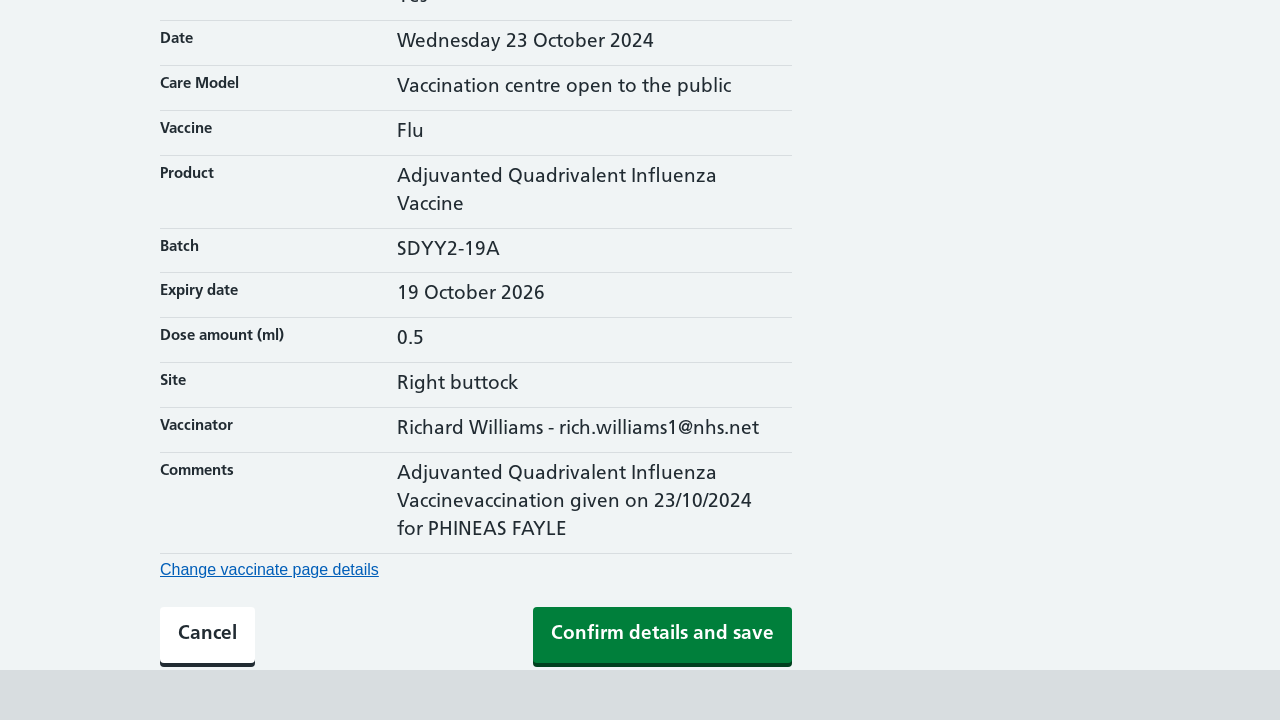 Yes
Date
Wednesday 23 October 2024
Care Model
Vaccination centre open to the public
Vaccine
Flu
Product
Adjuvanted Quadrivalent Influenza
Vaccine
Batch
SDYY2-19A
Expiry date
19 October 2026
Dose amount (ml)
0.5
Site
Right buttock
Vaccinator
Richard Williams - rich.williams1@nhs.net
Comments
Adjuvanted Quadrivalent Influenza
Vaccinevaccination given on 23/10/2024
for PHINEAS FAYLE
Change vaccinate page details
Cancel
Confirm details and save